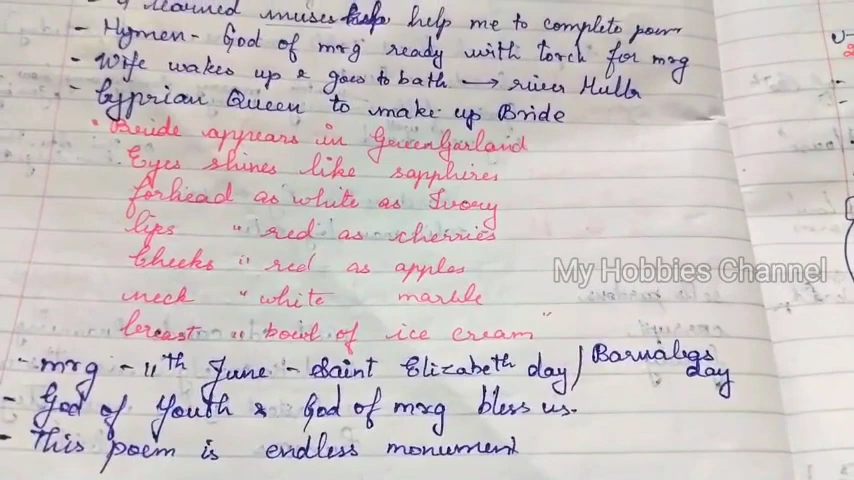 - 9 learned muses help me to complete poem
- Hymen - God of mrg ready with torch for mrg
- Wife wakes up & goes to bath → river Mulla
- Cyprian Queen to make up Bride
" Bride appears in Green Garland
Eyes shines like sapphires
forhead as white as Ivory
lips " red as cherries
Cheeks " red as apples
neck " white marble
breast " bowl of ice cream "
- mrg - 11th June - Saint Elizabeth day / Barnabas day
- God of Youth & God of mrg bless us.
- This poem is endless monument
My Hobbies Channel